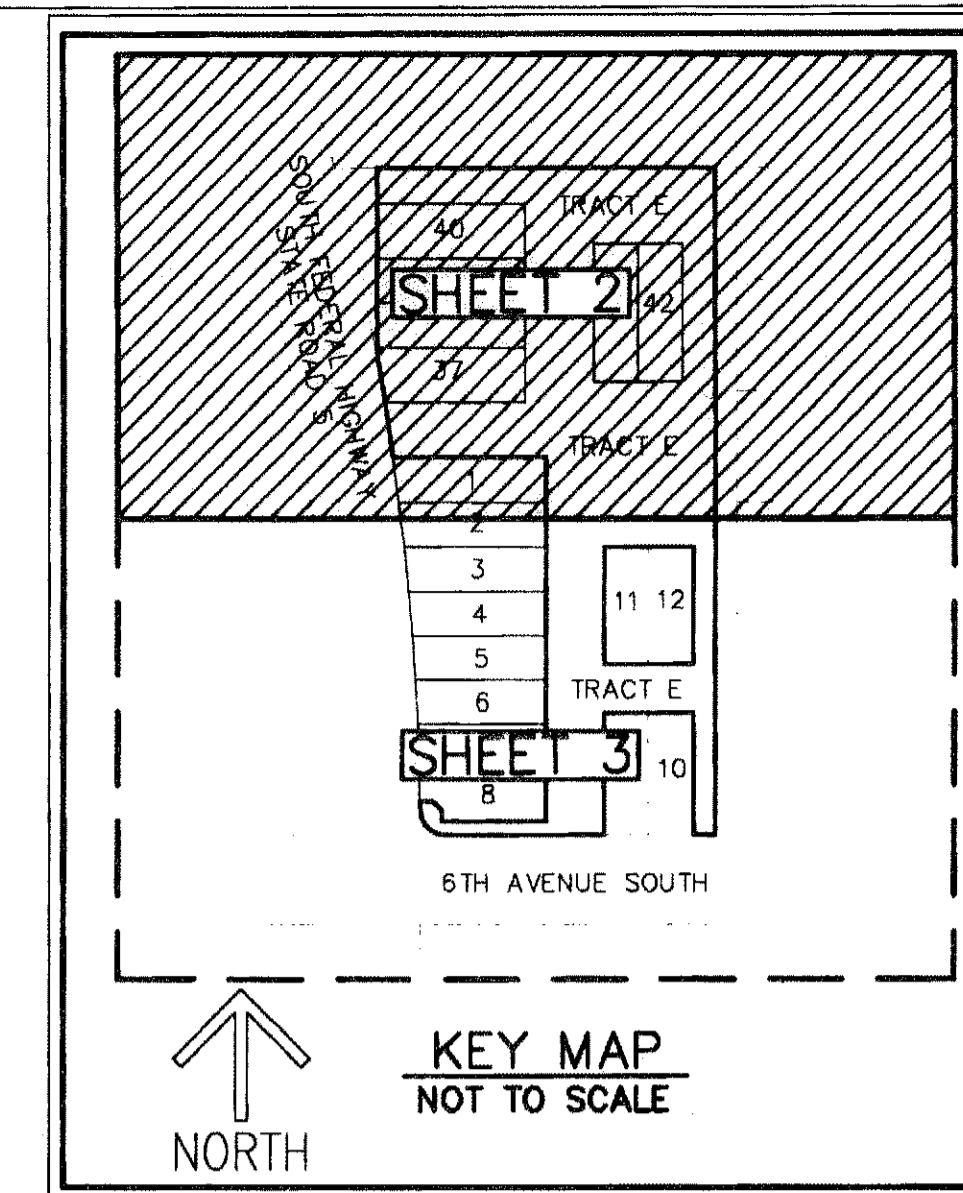 TRACT E
40
SOUTH FEDERAL HIGHWAY
STATE ROAD 5
4
SHEET 2
42
37
TRACT E
1
2
3
4
5
6
11 12
TRACT E
SHEET 3
10
8
6TH AVENUE SOUTH
KEY MAP
NOT TO SCALE
NORTH